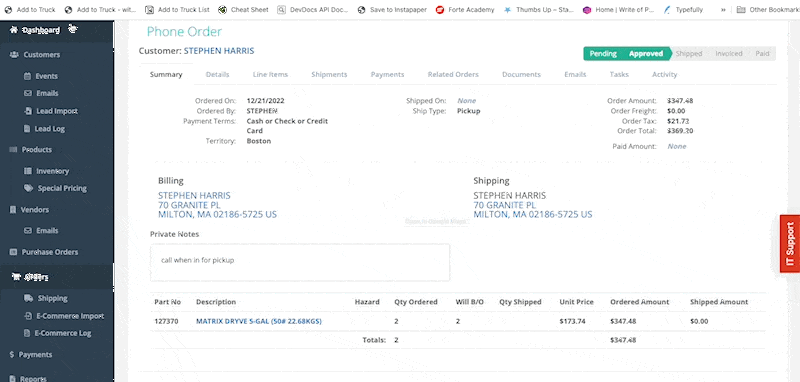 Add to Truck
Add to Truck - wit...
Add to Truck List
Cheat Sheet
DevDocs API Doc...
Save to Instapaper
Forte Academy
Thumbs Up – Sta...
Home | Write of P...
Typefully
»
Other Bookmark
Dashboard
Customers
Events
Emails
Lead Import
Lead Log
Products
Inventory
Special Pricing
Vendors
Emails
Purchase Orders
Orders
Shipping
E-Commerce Import
E-Commerce Log
$ Payments
Reports
Phone Order
Customer: STEPHEN HARRIS
Pending Approved Shipped Invoiced Paid
Summary Details Line Items Shipments Payments Related Orders Documents Emails Tasks Activity
Ordered On: 12/21/2022
Ordered By: STEPHEN
Payment Terms: Cash or Check or Credit
Card
Territory: Boston
Shipped On: None
Ship Type: Pickup
Order Amount: $347.48
Order Freight: $0.00
Order Tax: $21.72
Order Total: $369.20
Paid Amount: None
Billing
STEPHEN HARRIS
70 GRANITE PL
MILTON, MA 02186-5725 US
Shipping
STEPHEN HARRIS
70 GRANITE PL
MILTON, MA 02186-5725 US
Private Notes
call when in for pickup
Part No Description Hazard Qty Ordered Will B/O Qty Shipped Unit Price Ordered Amount Shipped Amount
127370 MATRIX DRYVE 5-GAL (50# 22.68KGS) 2 2 $173.74 $347.48 $0.00
Totals: 2 $347.48
IT Support